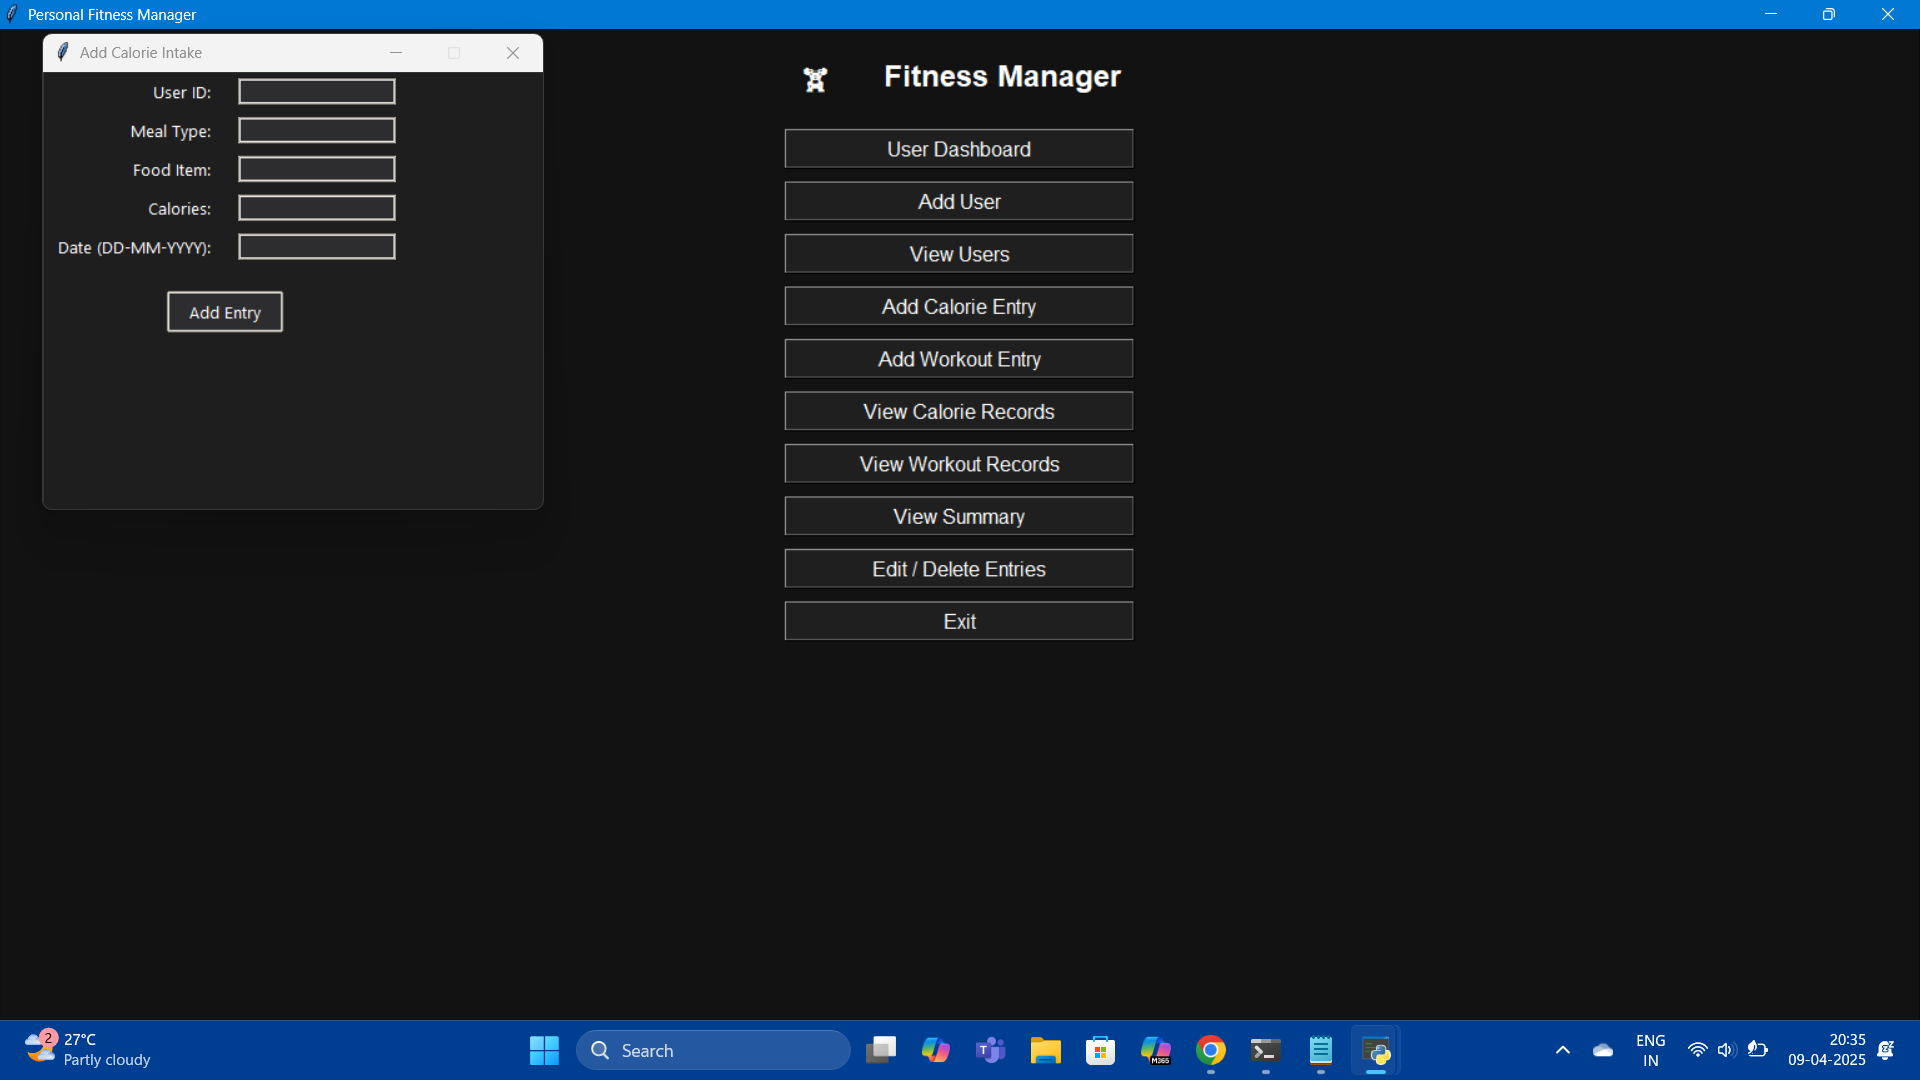 Personal Fitness Manager
Add Calorie Intake
User ID:
Meal Type:
Food Item:
Calories:
Date (DD-MM-YYYY):
Add Entry
Fitness Manager
User Dashboard
Add User
View Users
Add Calorie Entry
Add Workout Entry
View Calorie Records
View Workout Records
View Summary
Edit / Delete Entries
Exit
2
27°C
Partly cloudy
Search
T
M365
ENG
IN
20:35
09-04-2025